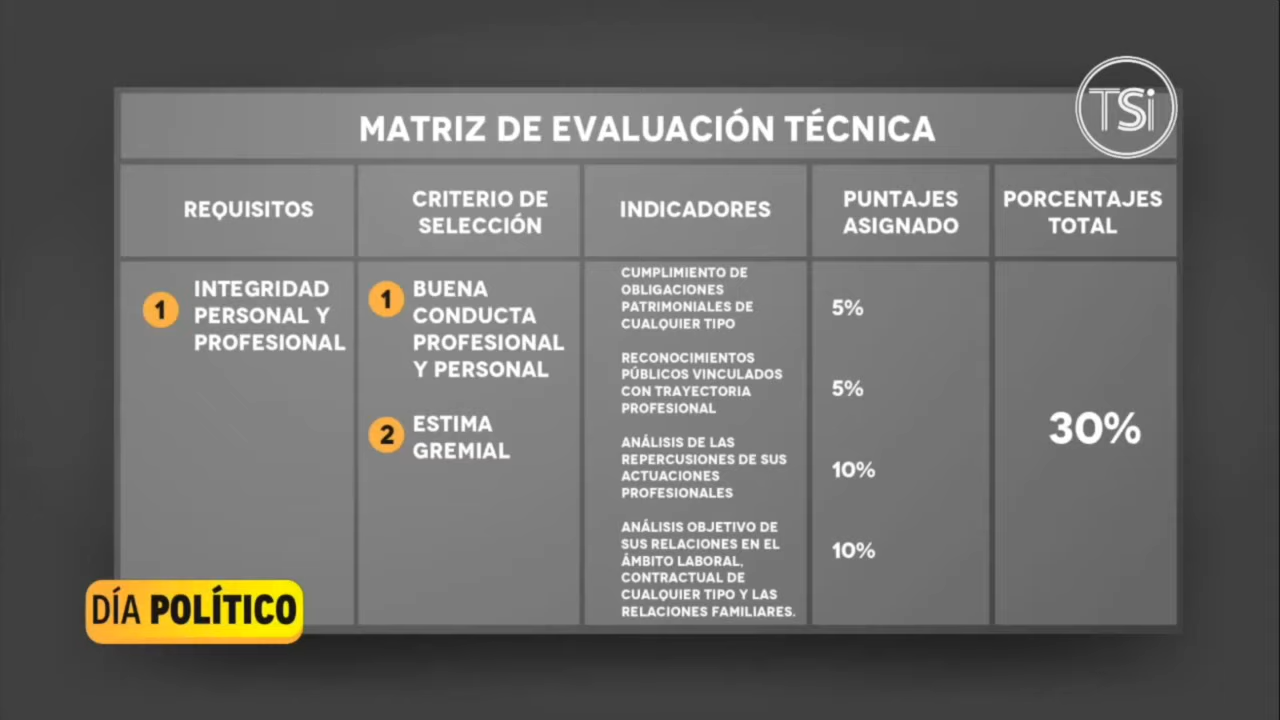 TSi
MATRIZ DE EVALUACIÓN TÉCNICA
REQUISITOS
CRITERIO DE
SELECCIÓN
INDICADORES
PUNTAJES
ASIGNADO
PORCENTAJES
TOTAL
1
INTEGRIDAD
PERSONAL Y
PROFESIONAL
1
BUENA
CONDUCTA
PROFESIONAL
Y PERSONAL
2
ESTIMA
GREMIAL
CUMPLIMIENTO DE
OBLIGACIONES
PATRIMONIALES DE
CUALQUIER TIPO
5%
RECONOCIMIENTOS
PÚBLICOS VINCULADOS
CON TRAYECTORIA
PROFESIONAL
5%
ANÁLISIS DE LAS
REPERCUSIONES DE SUS
ACTUACIONES
PROFESIONALES
10%
ANÁLISIS OBJETIVO DE
SUS RELACIONES EN EL
ÁMBITO LABORAL,
CONTRACTUAL DE
CUALQUIER TIPO Y LAS
RELACIONES FAMILIARES.
10%
30%
DÍA POLÍTICO